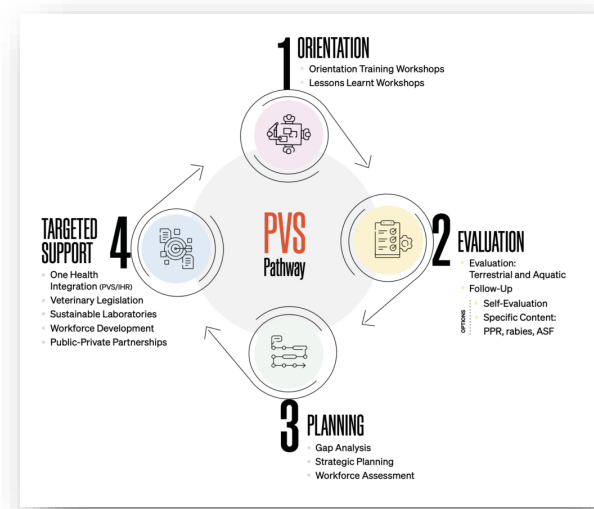 1 ORIENTATION
Orientation Training Workshops
Lessons Learnt Workshops
PVS
Pathway
2 EVALUATION
Evaluation:
Terrestrial and Aquatic
Follow-Up
OPTIONS
Self-Evaluation
Specific Content:
PPR, rabies, ASF
3 PLANNING
Gap Analysis
Strategic Planning
Workforce Assessment
TARGETED
SUPPORT 4
One Health
Integration (PVS/IHR)
Veterinary Legislation
Sustainable Laboratories
Workforce Development
Public-Private Partnerships